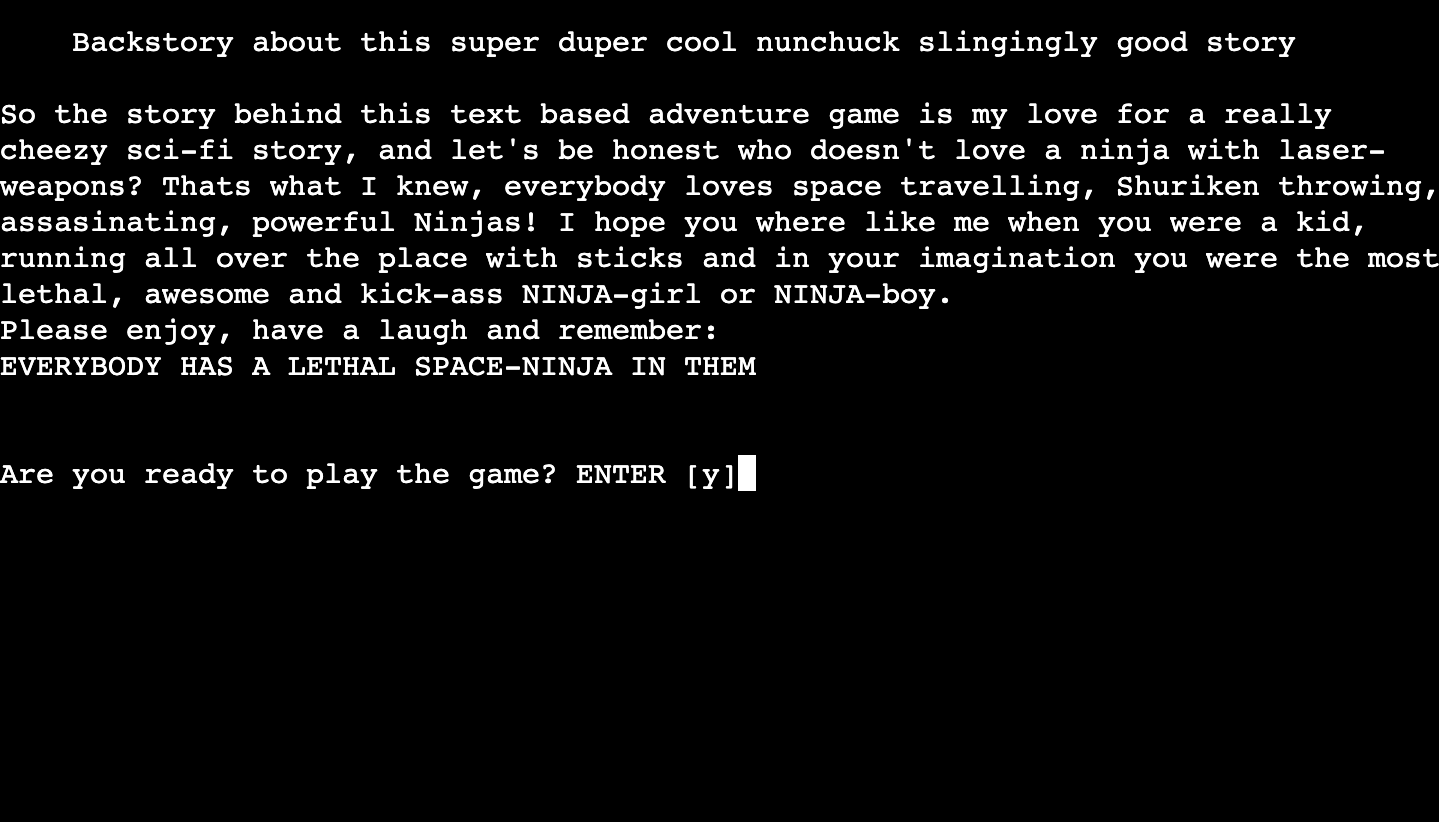 Backstory about this super duper cool nunchuck slingingly good story
So the story behind this text based adventure game is my love for a really
cheezy sci-fi story, and let's be honest who doesn't love a ninja with laser-
weapons? Thats what I knew, everybody loves space travelling, Shuriken throwing,
assasinating, powerful Ninjas! I hope you where like me when you were a kid,
running all over the place with sticks and in your imagination you were the most
lethal, awesome and kick-ass NINJA-girl or NINJA-boy.
Please enjoy, have a laugh and remember:
EVERYBODY HAS A LETHAL SPACE-NINJA IN THEM
Are you ready to play the game? ENTER [y]